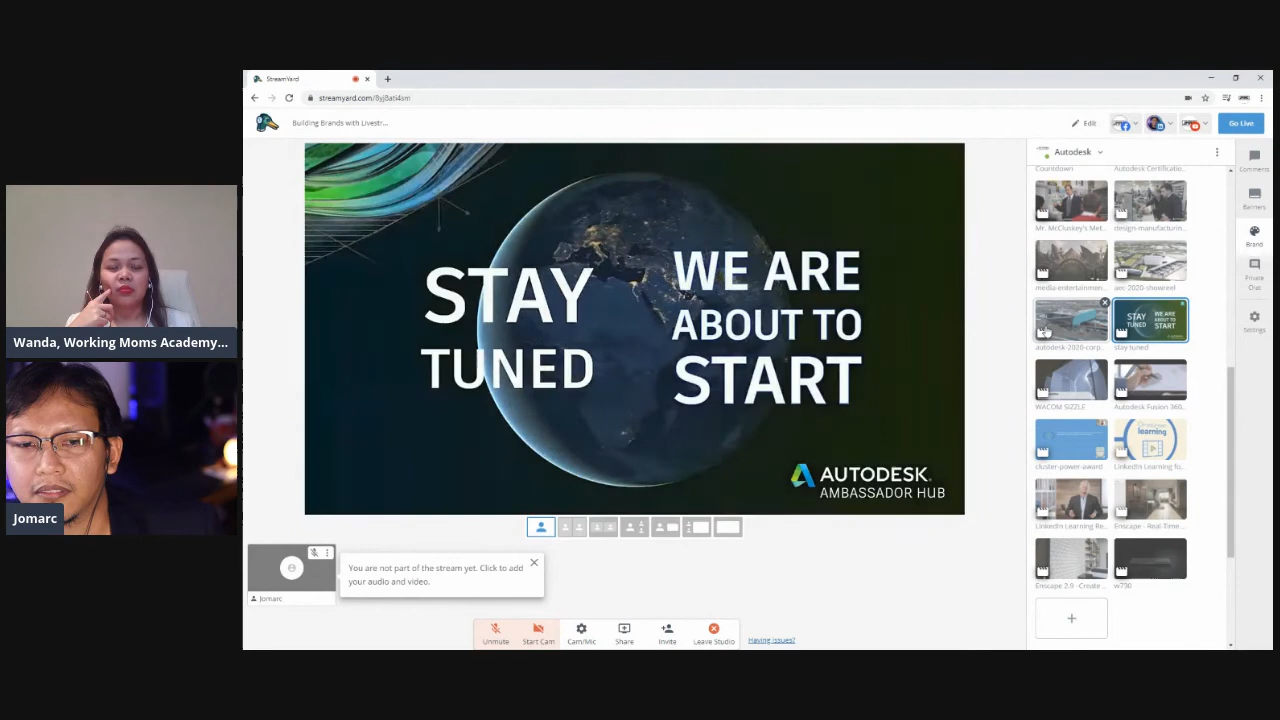 StreamYard
streamyard.com/8yj8ati4sm
Building Brands with Livestr...
Edit
Go Live
Autodesk
Countdown
Autodesk Certificatio...
Comments
Mr. McCluskey's Met...
design-manufacturin...
Banners
media-entertainmen...
aec-2020-showreel
Brand
Private
Chat
autodesk-2020-corp...
stay tuned
Settings
STAY
TUNED
WE ARE
ABOUT TO
START
AUTODESK
AMBASSADOR HUB
STAY
TUNED
WE ARE
ABOUT TO
START
WACOM SIZZLE
Autodesk Fusion 360...
learning
cluster-power-award
LinkedIn Learning fo...
LinkedIn Learning Re...
Enscape - Real-Time ...
Enscape 2.9 - Create ...
w730
Wanda, Working Moms Academy...
Jomarc
You are not part of the stream yet. Click to add
your audio and video.
Jomarc
Unmute
Start Cam
Cam/Mic
Share
Invite
Leave Studio
Having issues?